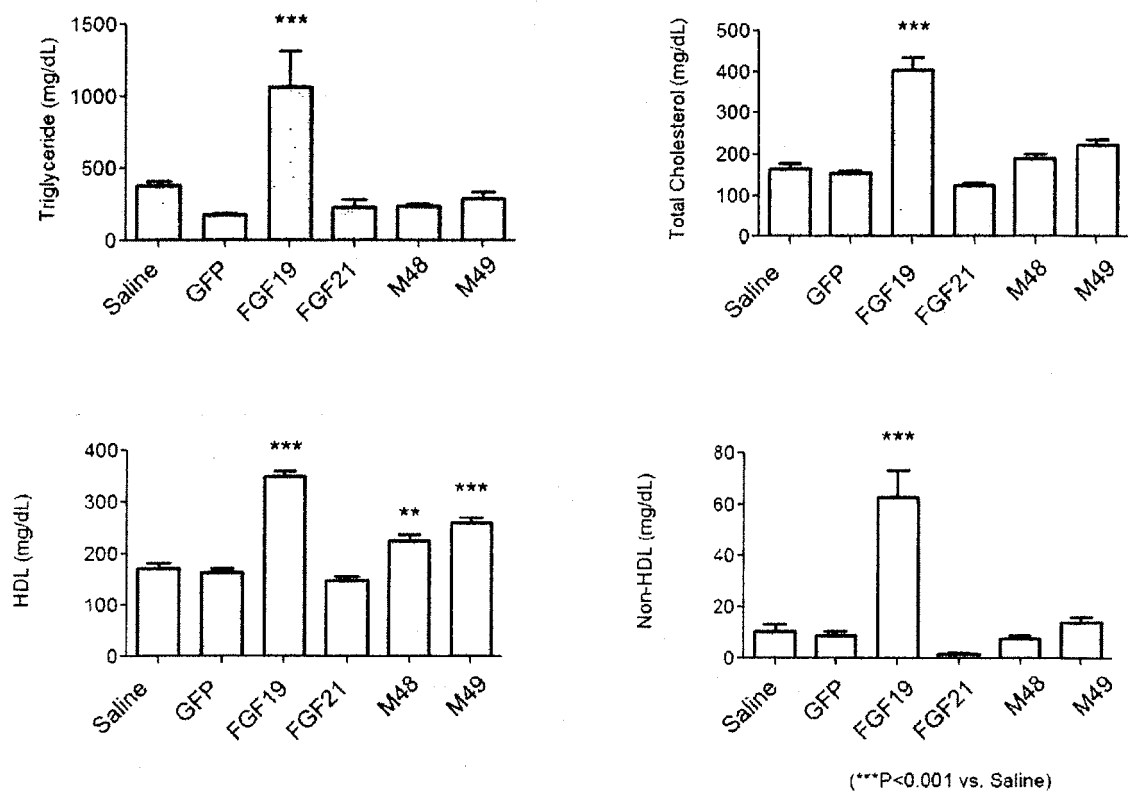 ***
1500
1000
500
0
Triglyceride (mg/dL)
Saline
GFP
FGF19
FGF21
M48
M49
***
500
400
300
200
100
0
Total Cholesterol (mg/dL)
Saline
GFP
FGF19
FGF21
M48
M49
***
**
***
400
300
200
100
0
HDL (mg/dL)
Saline
GFP
FGF19
FGF21
M48
M49
***
80
60
40
20
0
Non-HDL (mg/dL)
Saline
GFP
FGF19
FGF21
M48
M49
(***P<0.001 vs. Saline)